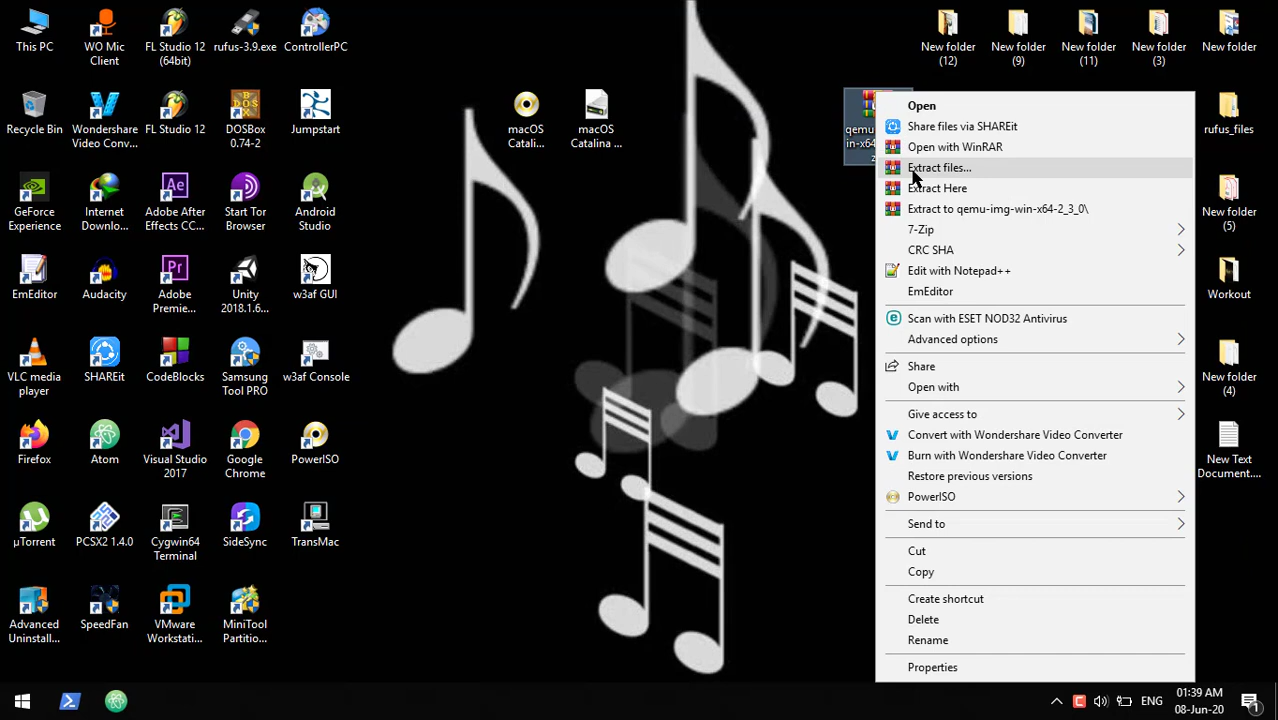 This PC
WO Mic
Client
FL Studio 12
(64bit)
rufus-3.9.exe
ControllerPC
New folder
(12)
New folder
(9)
New folder
(11)
New folder
(3)
New folder
Recycle Bin
Wondershare
Video Conv...
FL Studio 12
DOSBox
0.74-2
Jumpstart
macOS
Catali...
macOS
Catalina ...
qemu
in-x64
rufus_files
GeForce
Experience
Internet
Downlo...
Adobe After
Effects CC...
Start Tor
Browser
Android
Studio
New folder
(5)
EmEditor
Audacity
Adobe
Premie...
Unity
2018.1.6...
w3af GUI
Workout
VLC media
player
SHAREit
CodeBlocks
Samsung
Tool PRO
w3af Console
New folder
(4)
Firefox
Atom
Visual Studio
2017
Google
Chrome
PowerISO
New Text
Document....
µTorrent
PCSX2 1.4.0
Cygwin64
Terminal
SideSync
TransMac
Advanced
Uninstall...
SpeedFan
VMware
Workstati...
MiniTool
Partitio...
Open
Share files via SHAREit
Open with WinRAR
Extract files...
Extract Here
Extract to qemu-img-win-x64-2_3_0\
7-Zip
CRC SHA
Edit with Notepad++
EmEditor
Scan with ESET NOD32 Antivirus
Advanced options
Share
Open with
Give access to
Convert with Wondershare Video Converter
Burn with Wondershare Video Converter
Restore previous versions
PowerISO
Send to
Cut
Copy
Create shortcut
Delete
Rename
Properties
ENG
01:39 AM
08-Jun-20
1